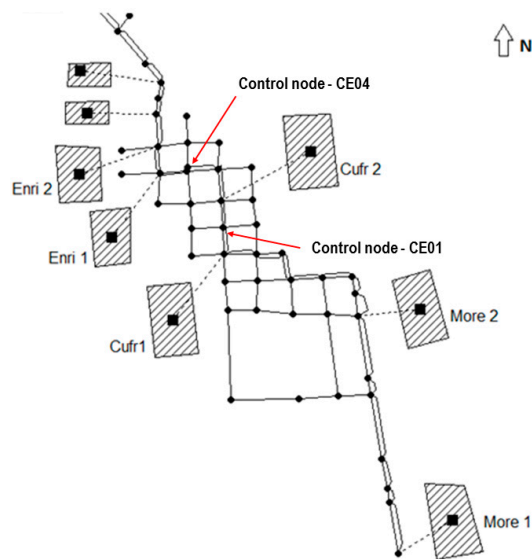 N
Control node - CE04
Cufr 2
Enri 2
Enri 1
Control node - CE01
Cufr1
More 2
More 1